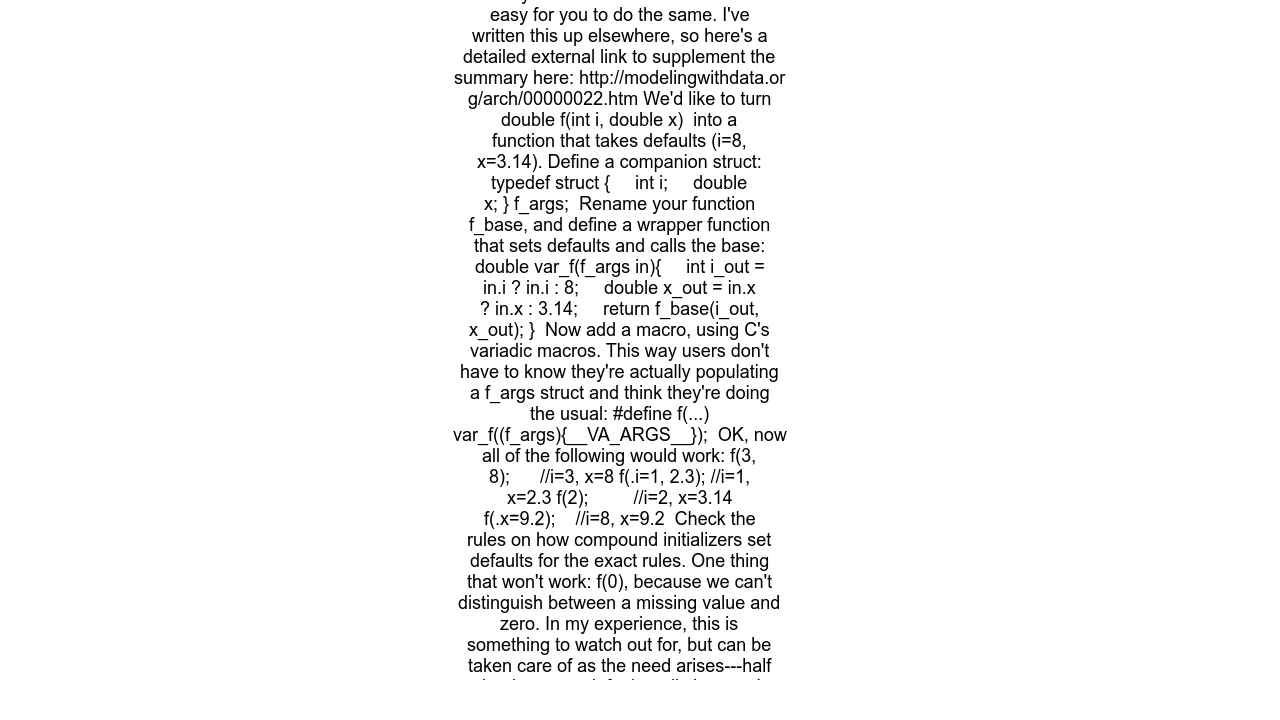 easy for you to do the same. I've
written this up elsewhere, so here's a
detailed external link to supplement the
summary here: http://modelingwithdata.or
g/arch/00000022.htm We'd like to turn
double f(int i, double x)  into a
function that takes defaults (i=8,
x=3.14). Define a companion struct:
typedef struct {     int i;     double
x; } f_args;  Rename your function
f_base, and define a wrapper function
that sets defaults and calls the base:
double var_f(f_args in){     int i_out =
in.i ? in.i : 8;     double x_out = in.x
? in.x : 3.14;     return f_base(i_out,
x_out); }  Now add a macro, using C's
variadic macros. This way users don't
have to know they're actually populating
a f_args struct and think they're doing
the usual: #define f(...)
var_f((f_args){__VA_ARGS__});  OK, now
all of the following would work: f(3,
8);      //i=3, x=8 f(.i=1, 2.3); //i=1,
x=2.3 f(2);         //i=2, x=3.14
f(.x=9.2);    //i=8, x=9.2  Check the
rules on how compound initializers set
defaults for the exact rules. One thing
that won't work: f(0), because we can't
distinguish between a missing value and
zero. In my experience, this is
something to watch out for, but can be
taken care of as the need arises---half